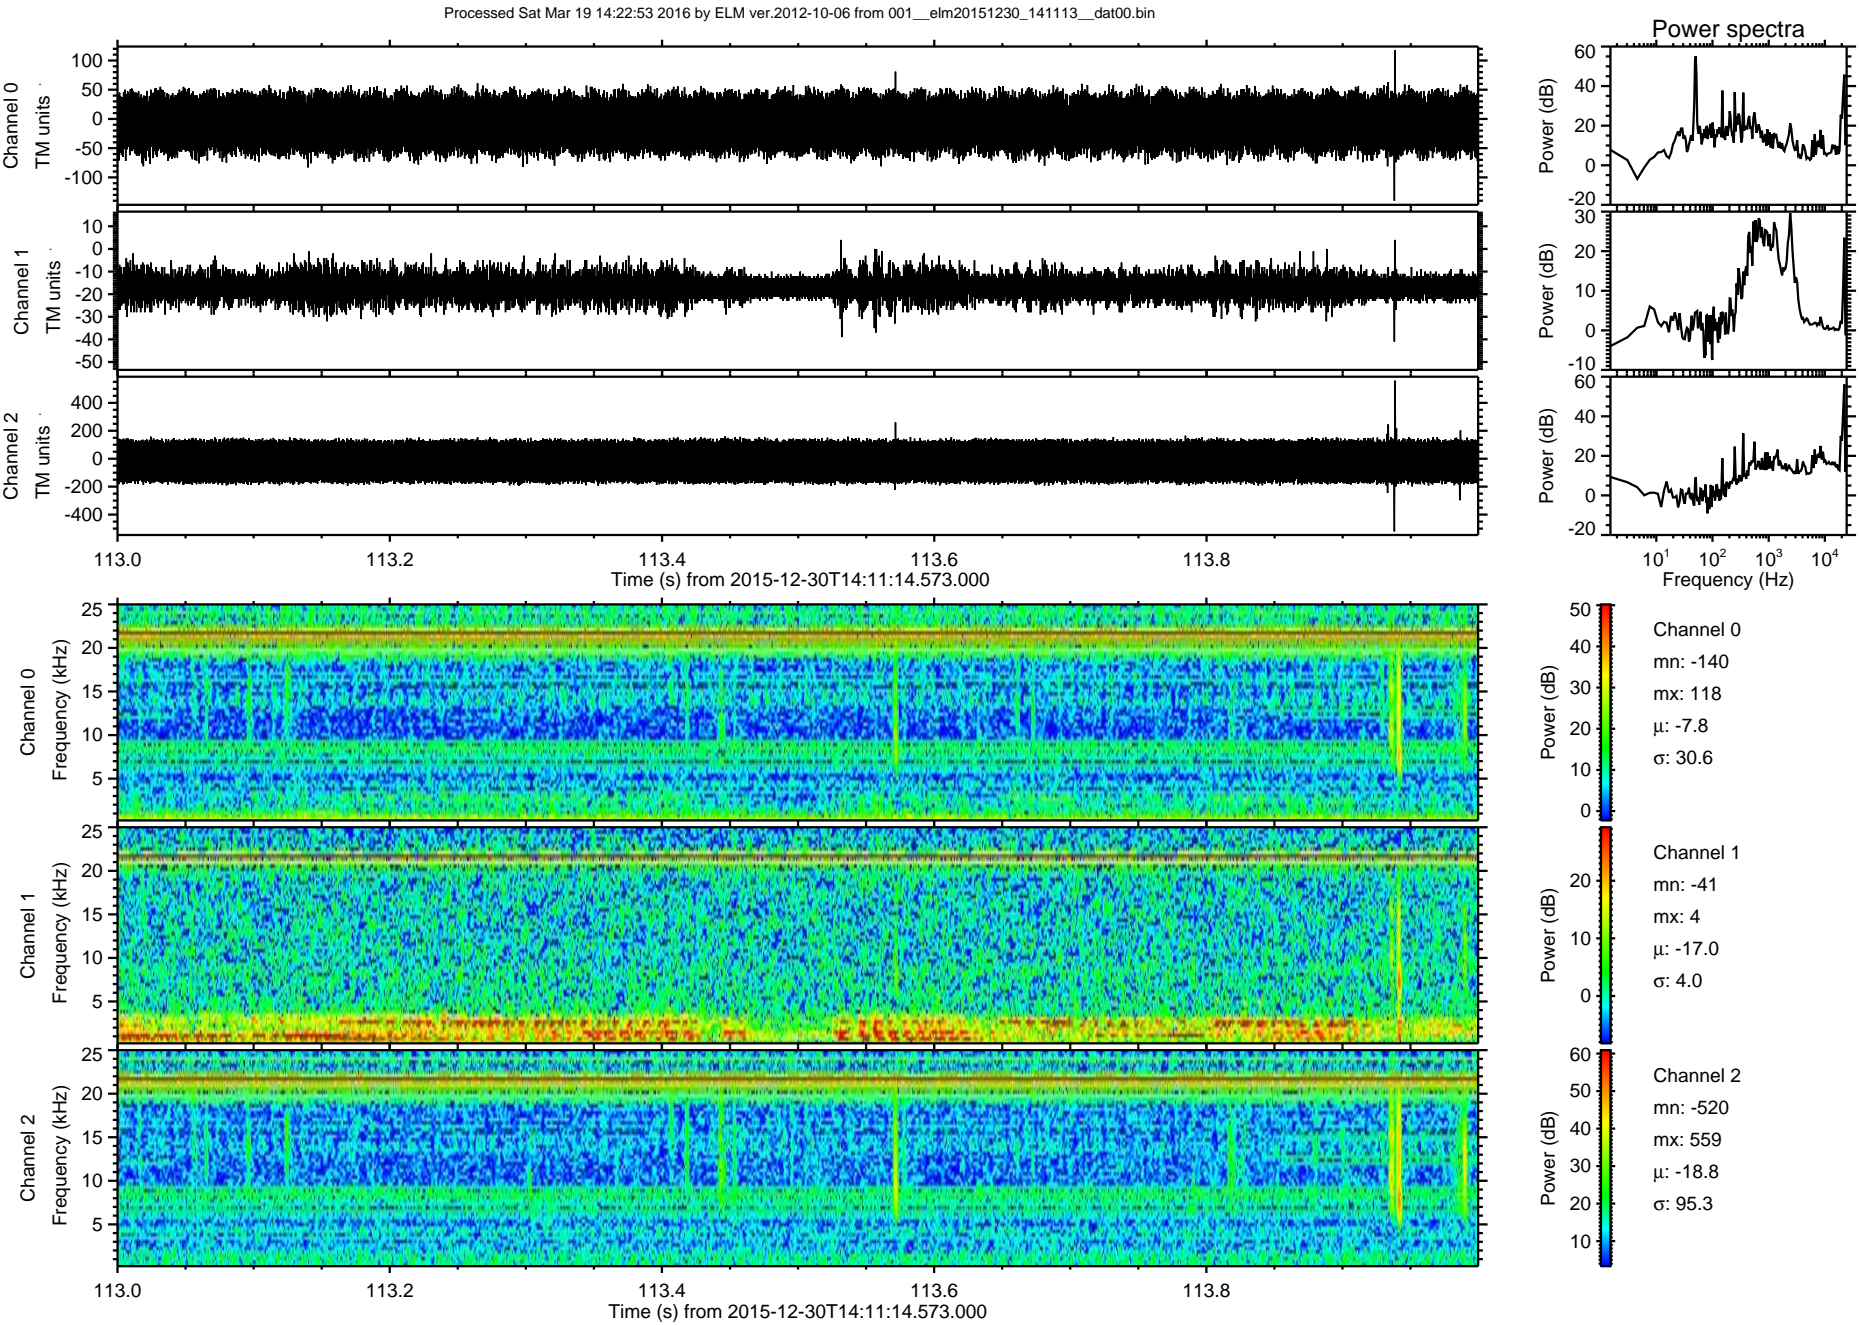 Processed Sat Mar 19 14:22:53 2016 by ELM ver.2012-10-06 from 001__elm20151230_141113__dat00.bin
Power spectra
Channel 0
TM units
100
50
0
-50
-100
Power (dB)
60
40
20
0
-20
Channel 1
TM units
10
0
-10
-20
-30
-40
-50
Power (dB)
30
20
10
0
-10
Channel 2
TM units
400
200
0
-200
-400
Power (dB)
60
40
20
0
-20
113.0 113.2 113.4 113.6 113.8
Time (s) from 2015-12-30T14:11:14.573.000
10¹ 10² 10³ 10⁴
Frequency (Hz)
Channel 0
Frequency (kHz)
25
20
15
10
5
Power (dB)
50
40
30
20
10
0
Channel 0
mn: -140
mx: 118
μ: -7.8
σ: 30.6
Channel 1
Frequency (kHz)
25
20
15
10
5
Power (dB)
20
10
0
Channel 1
mn: -41
mx: 4
μ: -17.0
σ: 4.0
Channel 2
Frequency (kHz)
25
20
15
10
5
Power (dB)
60
50
40
30
20
10
Channel 2
mn: -520
mx: 559
μ: -18.8
σ: 95.3
113.0 113.2 113.4 113.6 113.8
Time (s) from 2015-12-30T14:11:14.573.000